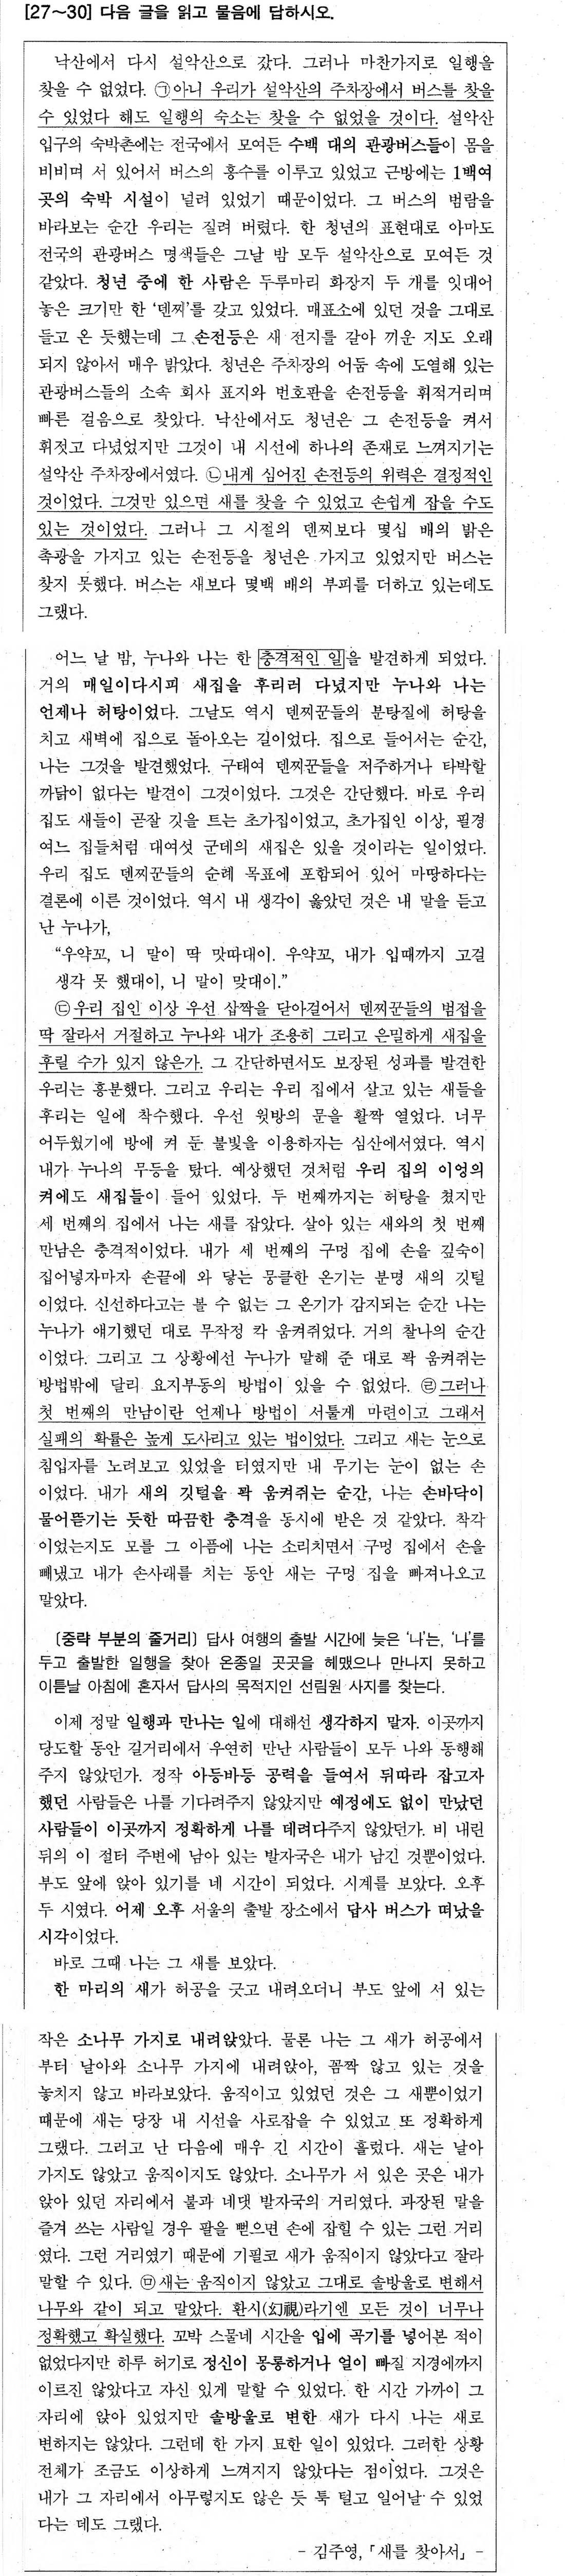 [27~30] 다음 글을 읽고 물음에 답하시오.
낙산에서 다시 설악산으로 갔다. 그러나 마찬가지로 일행을
찾을 수 없었다. ㉠아니 우리가 설악산의 주차장에서 버스를 찾을
수 있었다 해도 일행의 숙소는 찾을 수 없었을 것이다. 설악산
입구의 숙박촌에는 전국에서 모여든 수백 대의 관광버스들이 몸을
비비며 서 있어서 버스의 홍수를 이루고 있었고 근방에는 1백여
곳의 숙박 시설이 널려 있었기 때문이었다. 그 버스의 범람을
바라보는 순간 우리는 질려 버렸다. 한 청년의 표현대로 아마도
전국의 관광버스 명색들은 그날 밤 모두 설악산으로 모여든 것
같았다. 청년 중에 한 사람은 두루마리 화장지 두 개를 잇대어
놓은 크기만 한 ‘덴찌’를 갖고 있었다. 매표소에 있던 것을 그대로
들고 온 듯했는데 그 손전등은 새 전지를 갈아 끼운 지도 오래
되지 않아서 매우 밝았다. 청년은 주차장의 어둠 속에 도열해 있는
관광버스들의 소속 회사 표지와 번호판을 손전등을 휘적거리며
빠른 걸음으로 찾았다. 낙산에서도 청년은 그 손전등을 켜서
휘젓고 다녔었지만 그것이 내 시선에 하나의 존재로 느껴지기는
설악산 주차장에서였다. ㉡내게 심어진 손전등의 위력은 결정적인
것이었다. 그것만 있으면 새를 찾을 수 있었고 손쉽게 잡을 수도
있는 것이었다. 그러나 그 시절의 덴찌보다 몇십 배의 밝은
촉광을 가지고 있는 손전등을 청년은 가지고 있었지만 버스는
찾지 못했다. 버스는 새보다 몇백 배의 부피를 더하고 있는데도
그랬다.
어느 날 밤, 누나와 나는 한 충격적인 일을 발견하게 되었다.
거의 매일이다시피 새집을 후리러 다녔지만 누나와 나는
언제나 허탕이었다. 그날도 역시 덴찌꾼들의 분탕질에 허탕을
치고 새벽에 집으로 돌아오는 길이었다. 집으로 들어서는 순간,
나는 그것을 발견했었다. 구태여 덴찌꾼들을 저주하거나 타박할
까닭이 없다는 발견이 그것이었다. 그것은 간단했다. 바로 우리
집도 새들이 곧잘 깃을 트는 초가집이었고, 초가집인 이상, 필경
여느 집들처럼 대여섯 군데의 새집은 있을 것이라는 일이었다.
우리 집도 덴찌꾼들의 순례 목표에 포함되어 있어 마땅하다는
결론에 이른 것이었다. 역시 내 생각이 옳았던 것은 내 말을 듣고
난 누나가,
“우약꼬, 니 말이 딱 맞따대이. 우약꼬, 내가 입때까지 고걸
생각 못 했대이, 니 말이 맞대이.”
㉢우리 집인 이상 우선 삽짝을 닫아걸어서 덴찌꾼들의 범접을
딱 잘라서 거절하고 누나와 내가 조용히 그리고 은밀하게 새집을
후릴 수가 있지 않은가. 그 간단하면서도 보장된 성과를 발견한
우리는 흥분했다. 그리고 우리는 우리 집에서 살고 있는 새들을
후리는 일에 착수했다. 우선 윗방의 문을 활짝 열었다. 너무
어두웠기에 방에 켜 둔 불빛을 이용하자는 심산에서였다. 역시
내가 누나의 무등을 탔다. 예상했던 것처럼 우리 집의 이엉의
켜에도 새집들이 들어 있었다. 두 번째까지는 허탕을 쳤지만
세 번째의 집에서 나는 새를 잡았다. 살아 있는 새와의 첫 번째
만남은 충격적이었다. 내가 세 번째의 구멍 집에 손을 깊숙이
집어넣자마자 손끝에 와 닿는 뭉클한 온기는 분명 새의 깃털
이었다. 신선하다고는 볼 수 없는 그 온기가 감지되는 순간 나는
누나가 얘기했던 대로 무작정 칵 움켜쥐었다. 거의 찰나의 순간
이었다. 그리고 그 상황에선 누나가 말해 준 대로 꽉 움켜쥐는
방법밖에 달리 요지부동의 방법이 있을 수 없었다. ㉣그러나
첫 번째의 만남이란 언제나 방법이 서툴게 마련이고 그래서
실패의 확률은 높게 도사리고 있는 법이었다. 그리고 새는 눈으로
침입자를 노려보고 있었을 터였지만 내 무기는 눈이 없는 손
이었다. 내가 새의 깃털을 꽉 움켜쥐는 순간, 나는 손바닥이
물어뜯기는 듯한 따끔한 충격을 동시에 받은 것 같았다. 착각
이었는지도 모를 그 아픔에 나는 소리치면서 구멍 집에서 손을
빼냈고 내가 손사래를 치는 동안 새는 구멍 집을 빠져나오고
말았다.
〔중략 부분의 줄거리〕 답사 여행의 출발 시간에 늦은 ‘나’는, ‘나’를
두고 출발한 일행을 찾아 온종일 곳곳을 헤맸으나 만나지 못하고
이튿날 아침에 혼자서 답사의 목적지인 선림원 사지를 찾는다.
이제 정말 일행과 만나는 일에 대해선 생각하지 말자. 이곳까지
당도할 동안 길거리에서 우연히 만난 사람들이 모두 나와 동행해
주지 않았던가. 정작 아등바등 공력을 들여서 뒤따라 잡고자
했던 사람들은 나를 기다려주지 않았지만 예정에도 없이 만났던
사람들이 이곳까지 정확하게 나를 데려다주지 않았던가. 비 내린
뒤의 이 절터 주변에 남아 있는 발자국은 내가 남긴 것뿐이었다.
부도 앞에 앉아 있기를 네 시간이 되었다. 시계를 보았다. 오후
두 시였다. 어제 오후 서울의 출발 장소에서 답사 버스가 떠났을
시각이었다.
바로 그때 나는 그 새를 보았다.
한 마리의 새가 허공을 긋고 내려오더니 부도 앞에 서 있는
작은 소나무 가지로 내려앉았다. 물론 나는 그 새가 허공에서
부터 날아와 소나무 가지에 내려앉아, 꼼짝 않고 있는 것을
놓치지 않고 바라보았다. 움직이고 있었던 것은 그 새뿐이었기
때문에 새는 당장 내 시선을 사로잡을 수 있었고 또 정확하게
그랬다. 그러고 난 다음에 매우 긴 시간이 흘렀다. 새는 날아
가지도 않았고 움직이지도 않았다. 소나무가 서 있은 곳은 내가
앉아 있던 자리에서 불과 네댓 발자국의 거리였다. 과장된 말을
즐겨 쓰는 사람일 경우 팔을 뻗으면 손에 잡힐 수 있는 그런 거리
였다. 그런 거리였기 때문에 기필코 새가 움직이지 않았다고 잘라
말할 수 있다. ㉤새는 움직이지 않았고 그대로 솔방울로 변해서
나무와 같이 되고 말았다. 환시(幻視)라기엔 모든 것이 너무나
정확했고 확실했다. 꼬박 스물네 시간을 입에 곡기를 넣어본 적이
없었다지만 하루 허기로 정신이 몽롱하거나 얼이 빠질 지경에까지
이르진 않았다고 자신 있게 말할 수 있었다. 한 시간 가까이 그
자리에 앉아 있었지만 솔방울로 변한 새가 다시 나는 새로
변하지는 않았다. 그런데 한 가지 묘한 일이 있었다. 그러한 상황
전체가 조금도 이상하게 느껴지지 않았다는 점이었다. 그것은
내가 그 자리에서 아무렇지도 않은 듯 툭 털고 일어날 수 있었
다는 데도 그랬다.
- 김주영, 「새를 찾아서」 -